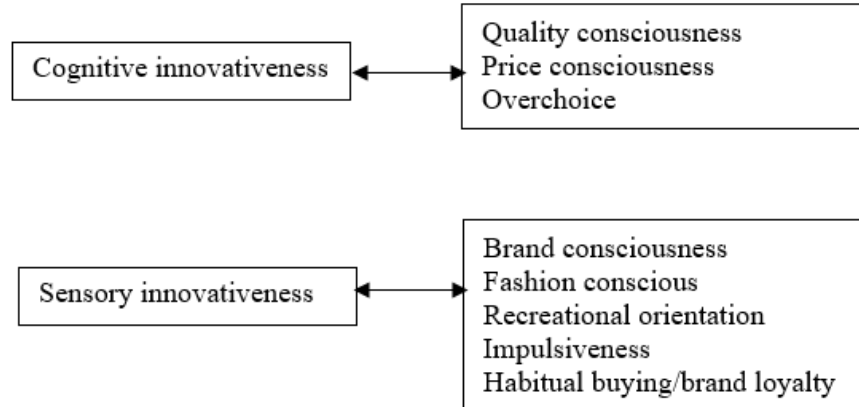 Cognitive innovativeness
Quality consciousness
Price consciousness
Overchoice
Sensory innovativeness
Brand consciousness
Fashion conscious
Recreational orientation
Impulsiveness
Habitual buying/brand loyalty